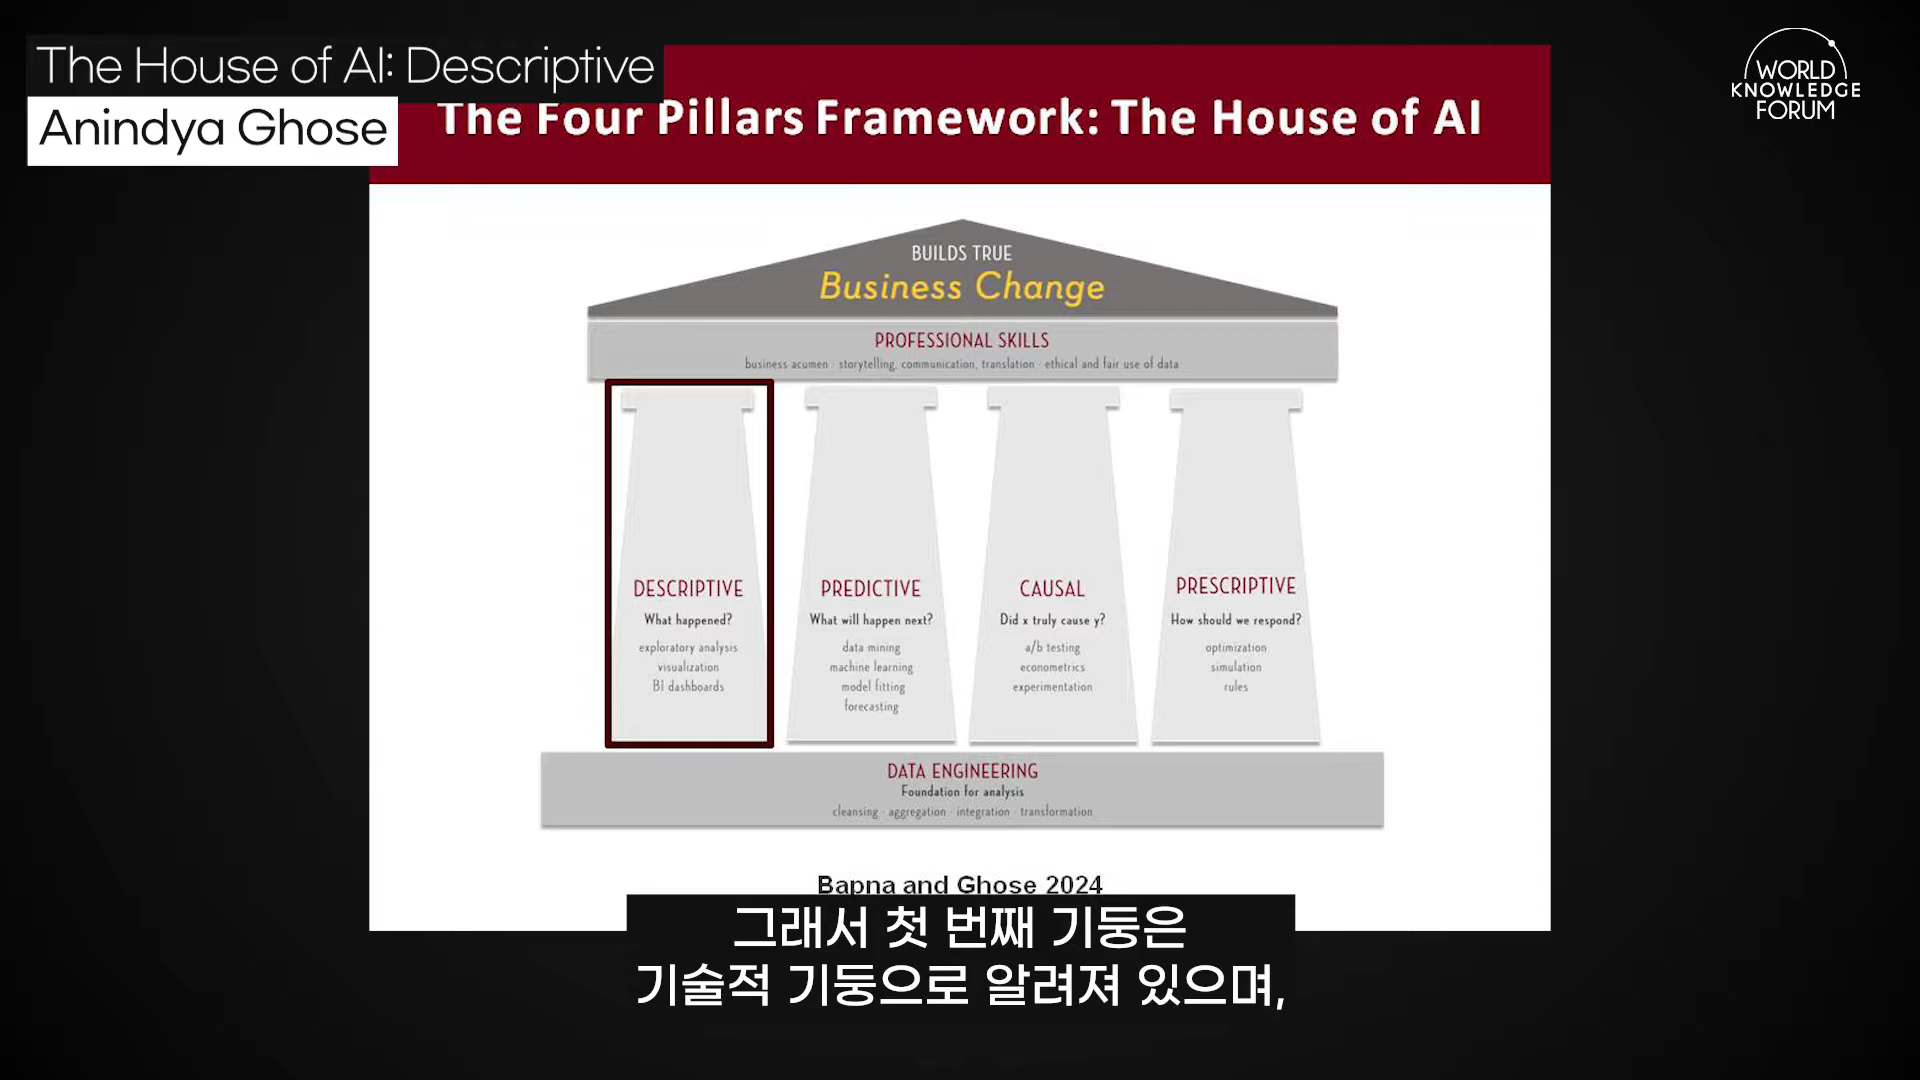 The House of AI: Descriptive
Anindya Ghose
WORLD
KNOWLEDGE
FORUM
The Four Pillars Framework: The House of AI
BUILDS TRUE
Business Change
PROFESSIONAL SKILLS
business acumen · storytelling, communication, translation · ethical and fair use of data
DESCRIPTIVE
What happened?
exploratory analysis
visualization
BI dashboards
PREDICTIVE
What will happen next?
data mining
machine learning
model fitting
forecasting
CAUSAL
Did x truly cause y?
a/b testing
econometrics
experimentation
PRESCRIPTIVE
How should we respond?
optimization
simulation
rules
DATA ENGINEERING
Foundation for analysis
cleansing · aggregation · integration · transformation
Bapna and Ghose 2024
그래서 첫 번째 기둥은
기술적 기둥으로 알려져 있으며,